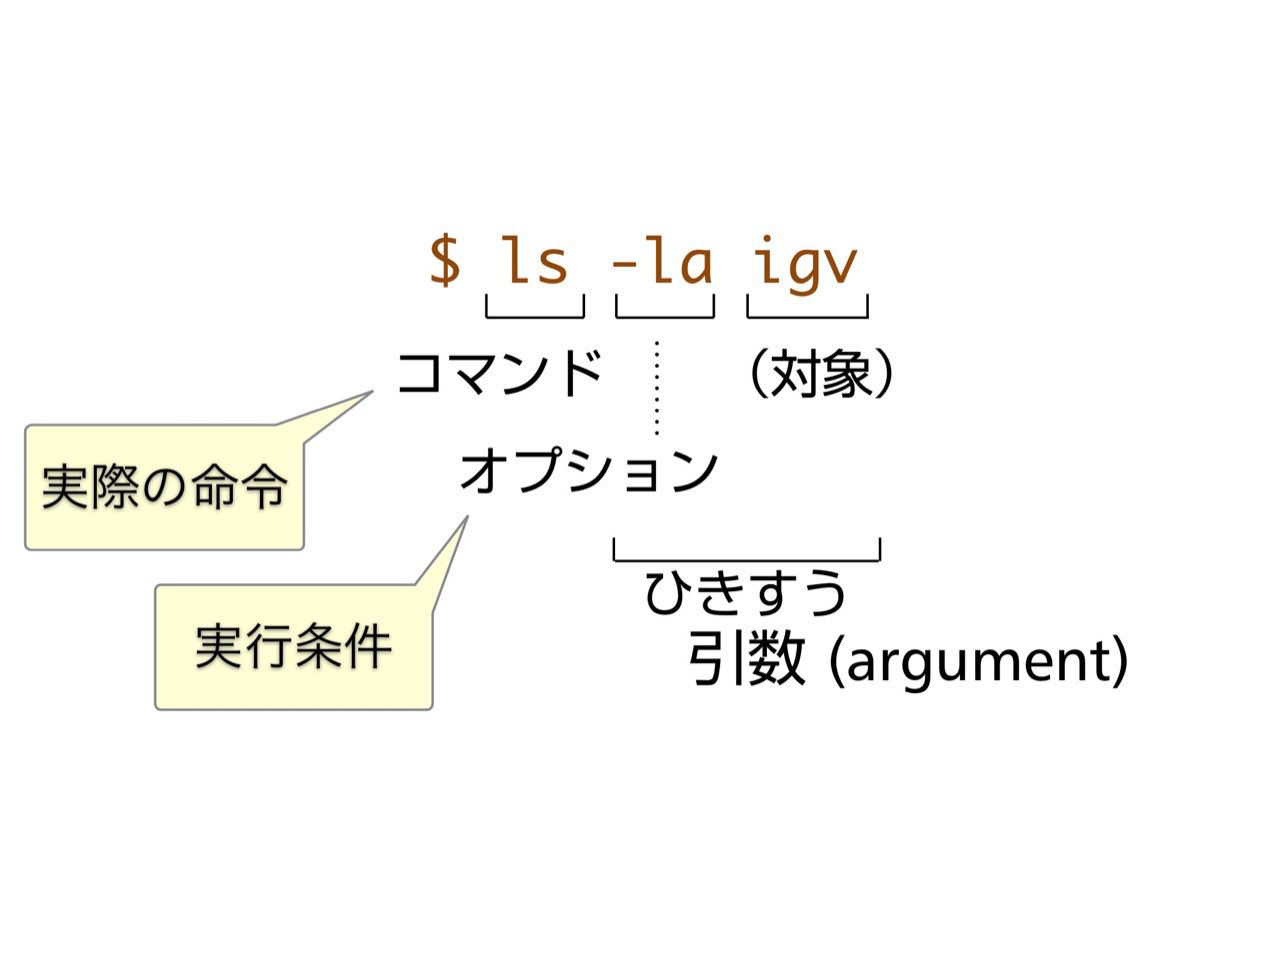 $ ls -la igv
コマンド
（対象）
実際の命令
オプション
実行条件
ひきすう
引数 (argument)